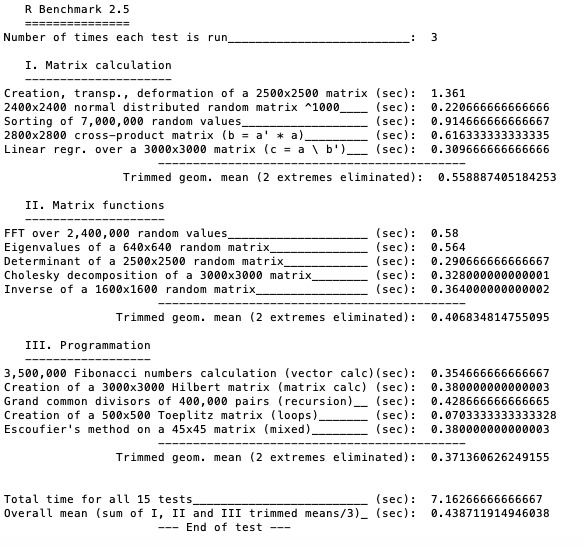 R Benchmark 2.5
===============
Number of times each test is run__________________________: 3
I. Matrix calculation
---------------------
Creation, transp., deformation of a 2500x2500 matrix (sec): 1.361
2400x2400 normal distributed random matrix ^1000____ (sec): 0.220666666666666
Sorting of 7,000,000 random values__________________ (sec): 0.914666666666667
2800x2800 cross-product matrix (b = a' * a)_________ (sec): 0.616333333333335
Linear regr. over a 3000x3000 matrix (c = a \ b')___ (sec): 0.309666666666666
--------------------------------------------
Trimmed geom. mean (2 extremes eliminated): 0.558887405184253
II. Matrix functions
--------------------
FFT over 2,400,000 random values____________________ (sec): 0.58
Eigenvalues of a 640x640 random matrix______________ (sec): 0.564
Determinant of a 2500x2500 random matrix____________ (sec): 0.290666666666667
Cholesky decomposition of a 3000x3000 matrix________ (sec): 0.328000000000001
Inverse of a 1600x1600 random matrix________________ (sec): 0.364000000000002
--------------------------------------------
Trimmed geom. mean (2 extremes eliminated): 0.406834814755095
III. Programmation
------------------
3,500,000 Fibonacci numbers calculation (vector calc)(sec): 0.354666666666667
Creation of a 3000x3000 Hilbert matrix (matrix calc) (sec): 0.380000000000003
Grand common divisors of 400,000 pairs (recursion)__ (sec): 0.428666666666665
Creation of a 500x500 Toeplitz matrix (loops)_______ (sec): 0.0703333333333328
Escoufier's method on a 45x45 matrix (mixed)________ (sec): 0.380000000000003
--------------------------------------------
Trimmed geom. mean (2 extremes eliminated): 0.371360626249155
Total time for all 15 tests_________________________ (sec): 7.16266666666667
Overall mean (sum of I, II and III trimmed means/3)_ (sec): 0.438711914946038
--- End of test ---